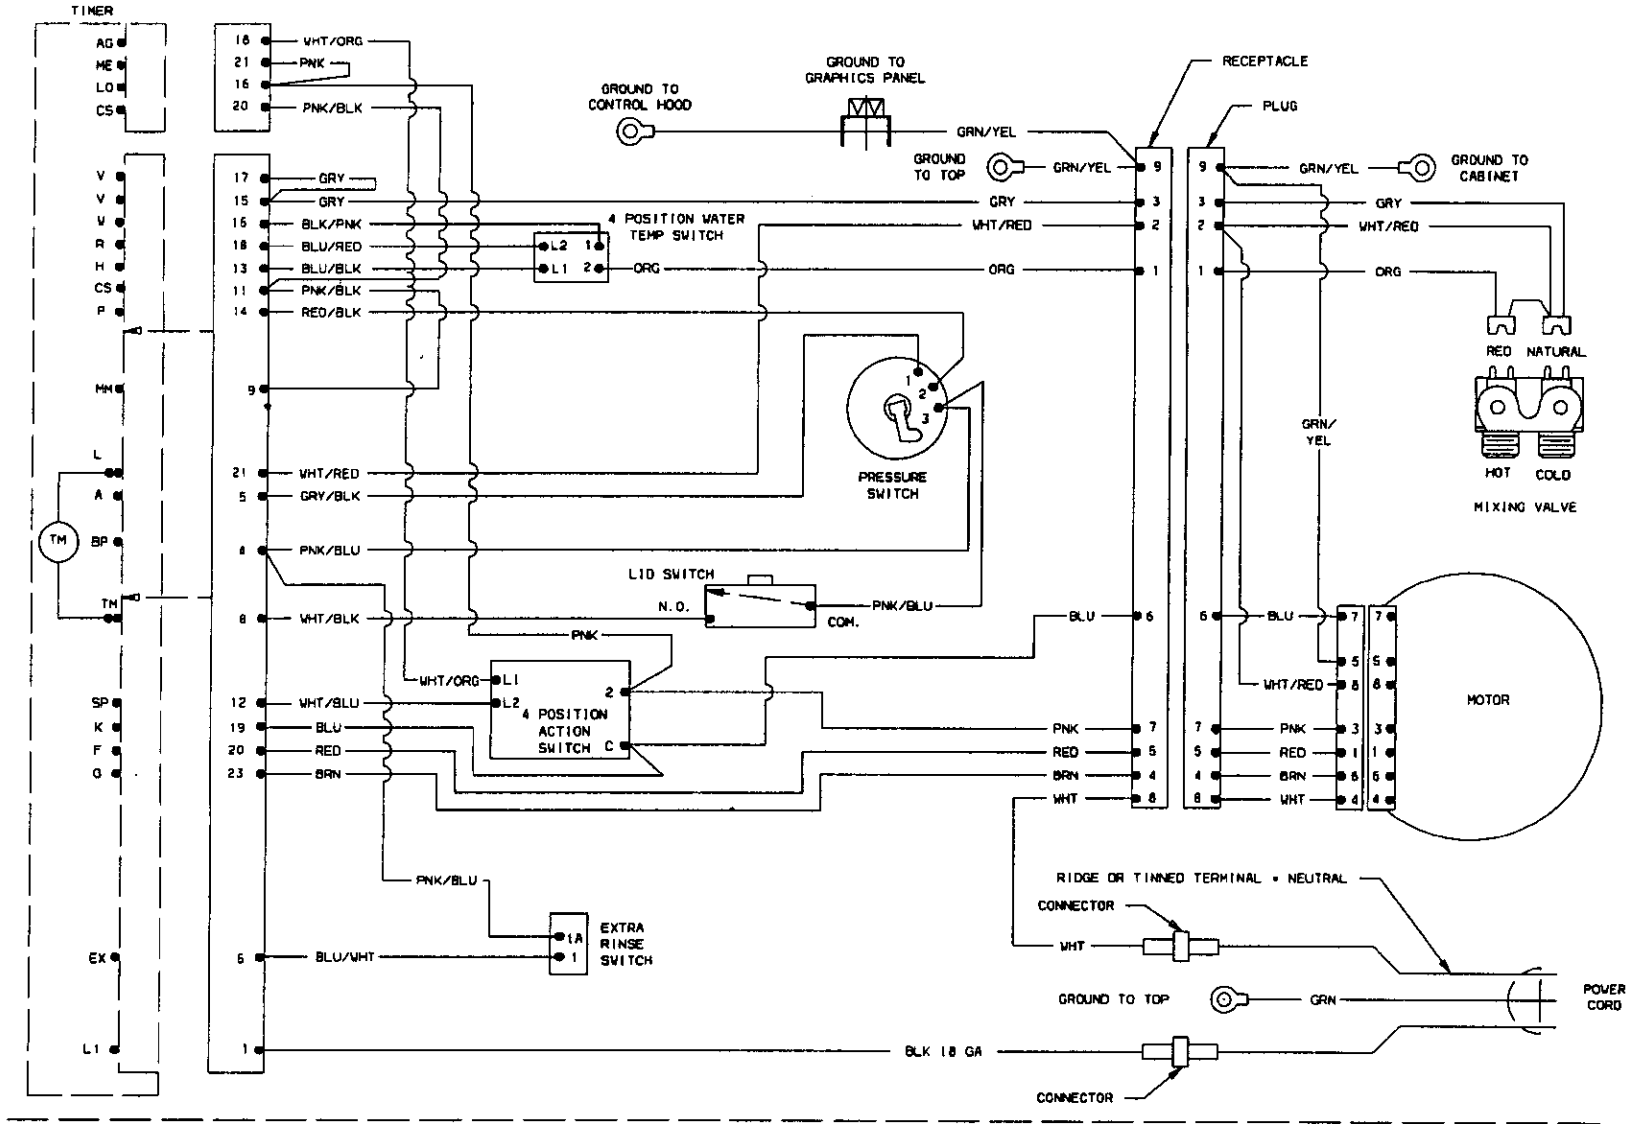 TIMER
AG
ME
LO
CS
18 WHT/ORG
21 PNK
16
20 PNK/BLK
GROUND TO
CONTROL HOOD
GROUND TO
GRAPHICS PANEL
RECEPTACLE
PLUG
GRN/YEL
GROUND
TO TOP
GRN/YEL
9
9
GRN/YEL
GROUND TO
CABINET
V
V
W
R
H
CS
P
MM
L
A
BP
TM
TM
SP
K
F
G
EX
L1
17 GRY
15 GRY
16 BLK/PNK
18 BLU/RED
13 BLU/BLK
11 PNK/BLK
14 RED/BLK
9
21 WHT/RED
5 GRY/BLK
4 PNK/BLU
8 WHT/BLK
12 WHT/BLU
19 BLU
20 RED
23 BRN
6 BLU/WHT
1
4 POSITION WATER
TEMP SWITCH
L2 1
L1 2
ORG
GRY 3
WHT/RED 2
ORG 1
3 GRY
2 WHT/RED
1 ORG
RED NATURAL
HOT COLD
MIXING VALVE
1
2
3
PRESSURE
SWITCH
GRN/
YEL
LID SWITCH
N.O.
COM.
PNK/BLU
PNK
WHT/ORG
L1
L2
2
C
4 POSITION
ACTION
SWITCH
BLU 6
PNK 7
RED 5
BRN 4
WHT 8
6 BLU 7 7
5 5
WHT/RED 8 8
7 PNK 3 3
5 RED 1 1
4 BRN 6 6
8 WHT 4 4
MOTOR
PNK/BLU
1A
1
EXTRA
RINSE
SWITCH
RIDGE OR TINNED TERMINAL = NEUTRAL
CONNECTOR
WHT
GROUND TO TOP
GRN
POWER
CORD
BLK 18 GA
CONNECTOR